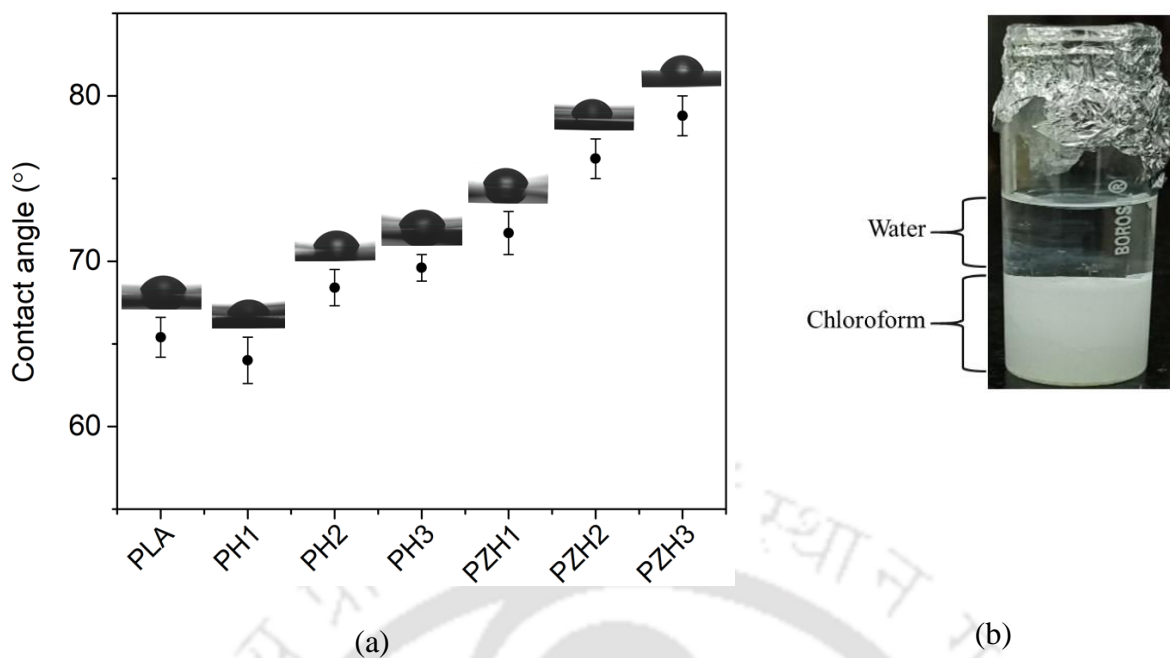 80
70
60
Contact angle (°)
PLA
PH1
PH2
PH3
PZH1
PZH2
PZH3
(a)
Water
Chloroform
BOROSIL®
(b)